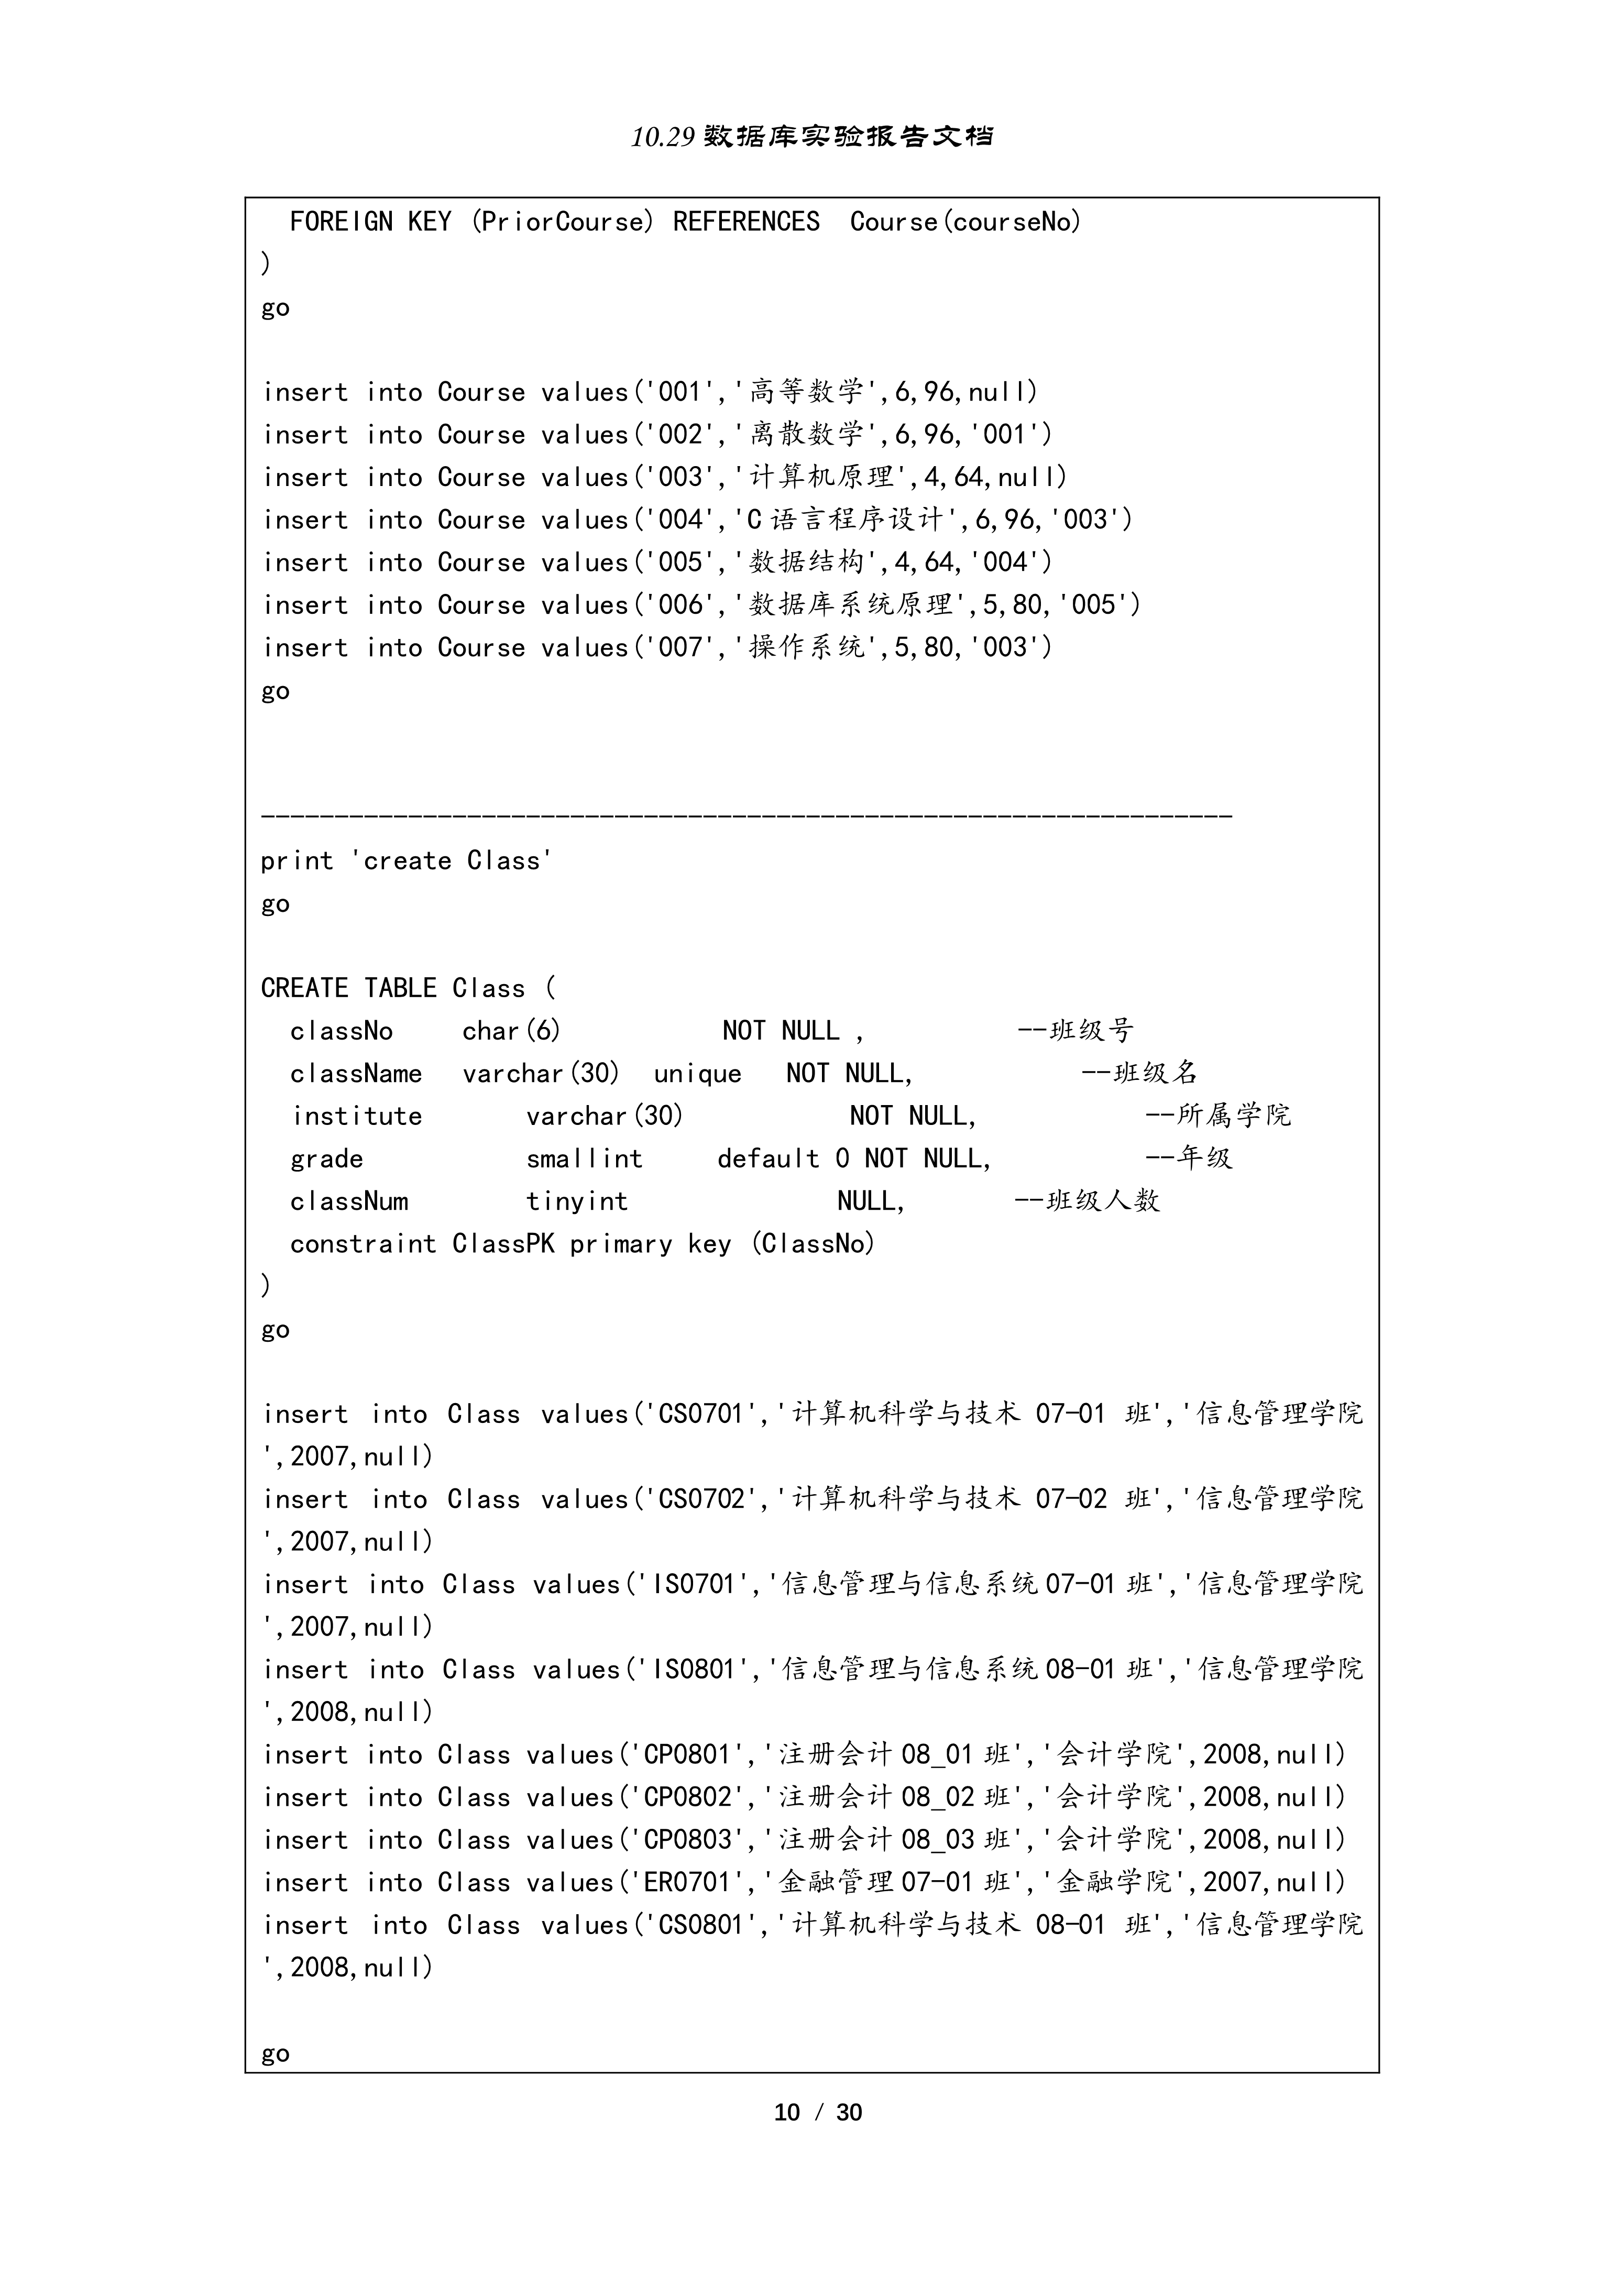 10.29 数据库实验报告文档
FOREIGN KEY (PriorCourse) REFERENCES  Course(courseNo)
)
go
insert into Course values('001','高等数学',6,96,null)
insert into Course values('002','离散数学',6,96,'001')
insert into Course values('003','计算机原理',4,64,null)
insert into Course values('004','C 语言程序设计',6,96,'003')
insert into Course values('005','数据结构',4,64,'004')
insert into Course values('006','数据库系统原理',5,80,'005')
insert into Course values('007','操作系统',5,80,'003')
go
------------------------------------------------------------------
print 'create Class'
go
CREATE TABLE Class (
classNo     char(6)           NOT NULL ,          --班级号
className   varchar(30)  unique   NOT NULL,           --班级名
institute       varchar(30)           NOT NULL,           --所属学院
grade           smallint     default 0 NOT NULL,          --年级
classNum        tinyint              NULL,       --班级人数
constraint ClassPK primary key (ClassNo)
)
go
insert into Class values('CS0701','计算机科学与技术 07-01 班','信息管理学院
',2007,null)
insert into Class values('CS0702','计算机科学与技术 07-02 班','信息管理学院
',2007,null)
insert into Class values('IS0701','信息管理与信息系统 07-01 班','信息管理学院
',2007,null)
insert into Class values('IS0801','信息管理与信息系统 08-01 班','信息管理学院
',2008,null)
insert into Class values('CP0801','注册会计 08_01 班','会计学院',2008,null)
insert into Class values('CP0802','注册会计 08_02 班','会计学院',2008,null)
insert into Class values('CP0803','注册会计 08_03 班','会计学院',2008,null)
insert into Class values('ER0701','金融管理 07-01 班','金融学院',2007,null)
insert into Class values('CS0801','计算机科学与技术 08-01 班','信息管理学院
',2008,null)
go
10 / 30